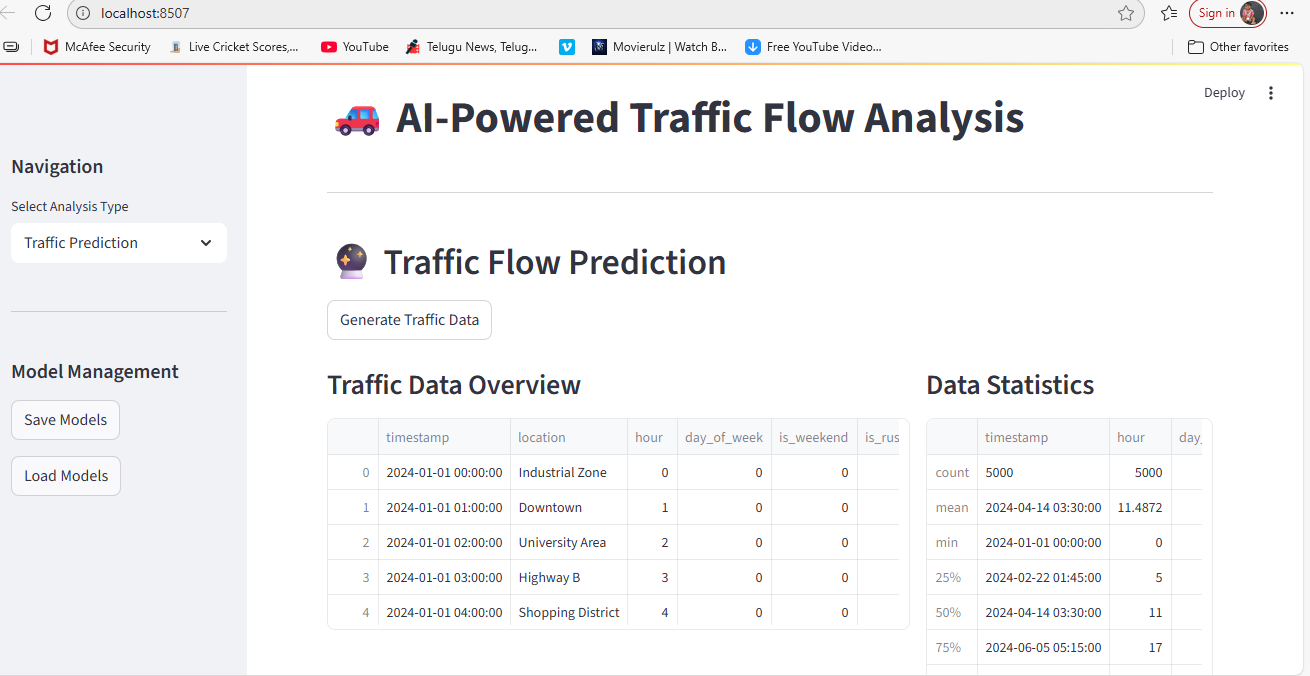 localhost:8507
Sign in
McAfee Security
Live Cricket Scores,...
YouTube
Telugu News, Telug...
Movierulz | Watch B...
Free YouTube Video...
Other favorites
Deploy
Navigation
Select Analysis Type
Traffic Prediction
Model Management
Save Models
Load Models
AI-Powered Traffic Flow Analysis
Traffic Flow Prediction
Generate Traffic Data
Traffic Data Overview
timestamp location hour day_of_week is_weekend is_rus
0 2024-01-01 00:00:00 Industrial Zone 0 0 0
1 2024-01-01 01:00:00 Downtown 1 0 0
2 2024-01-01 02:00:00 University Area 2 0 0
3 2024-01-01 03:00:00 Highway B 3 0 0
4 2024-01-01 04:00:00 Shopping District 4 0 0
Data Statistics
timestamp hour day_
count 5000 5000
mean 2024-04-14 03:30:00 11.4872
min 2024-01-01 00:00:00 0
25% 2024-02-22 01:45:00 5
50% 2024-04-14 03:30:00 11
75% 2024-06-05 05:15:00 17